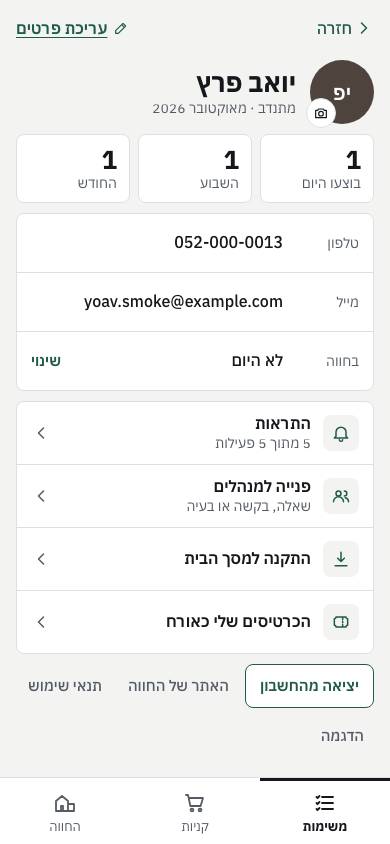 חזרה
עריכת פרטים
יפ
יואב פרץ
מתנדב · מאוקטובר 2026
1
בוצעו היום
1
השבוע
1
החודש
טלפון
052-000-0013
מייל
yoav.smoke@example.com
בחווה
לא היום
שינוי
התראות
5 מתוך 5 פעילות
פנייה למנהלים
שאלה, בקשה או בעיה
התקנה למסך הבית
הכרטיסים שלי כאורח
יציאה מהחשבון
האתר של החווה
תנאי שימוש
הדגמה
משימות
קניות
החווה